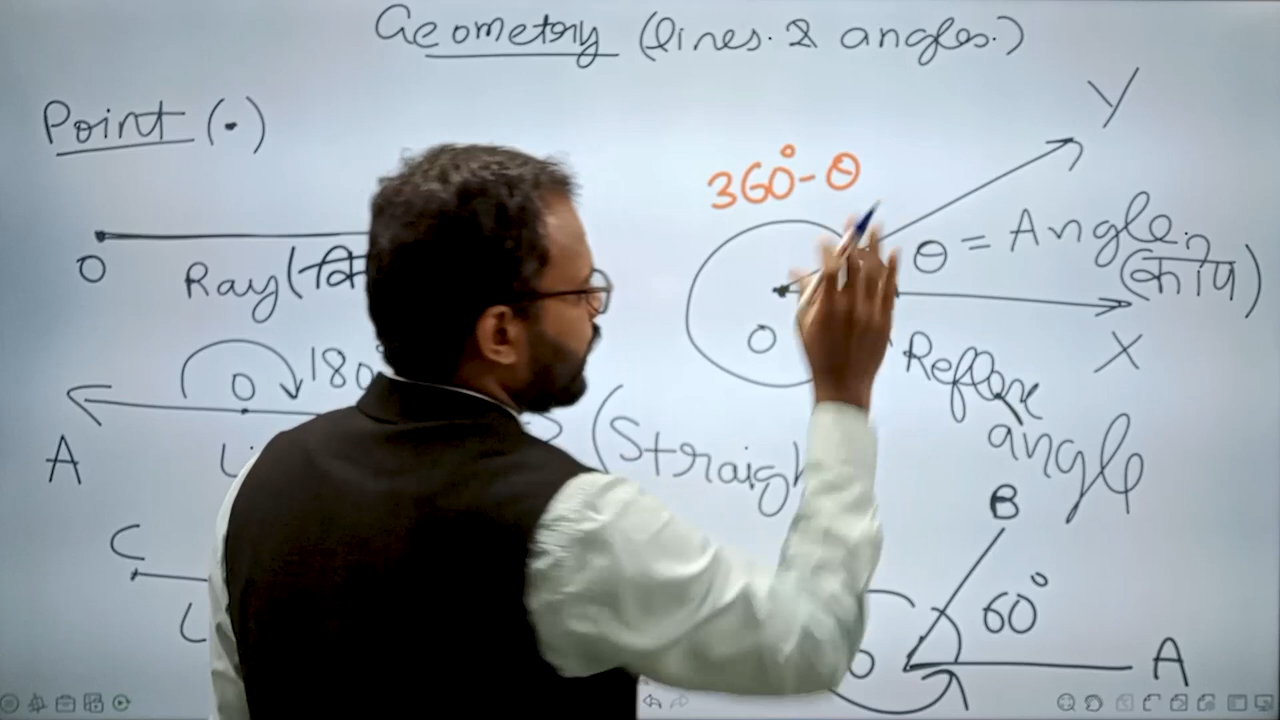 Geometry (lines. & angles.)
Point (•)
Y
360° - θ
O
Ray
θ = Angle
(कोण)
O
X
O
180°
Reflex
angle
A
(Straigh
B
C
60°
A